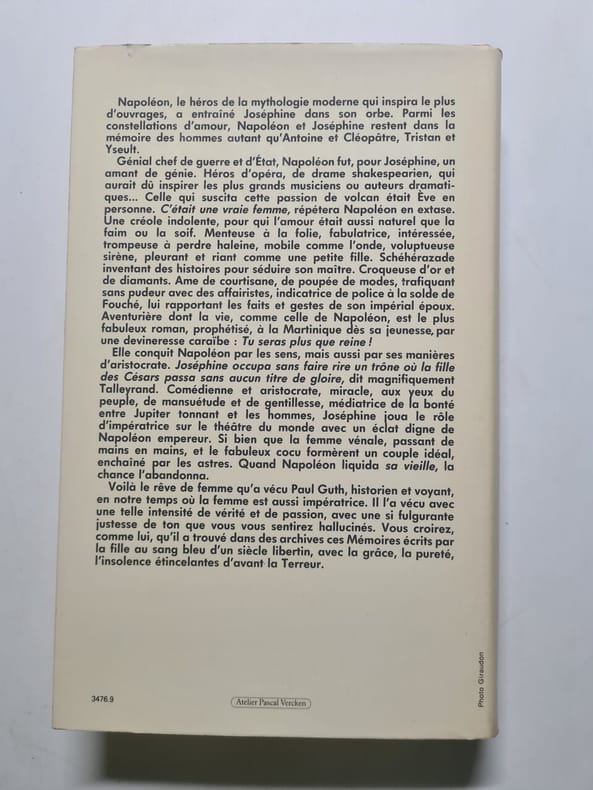 Napoléon, le héros de la mythologie moderne qui inspira le plus
d'ouvrages, a entraîné Joséphine dans son orbe. Parmi les
constellations d'amour, Napoléon et Joséphine restent dans la
mémoire des hommes autant qu'Antoine et Cléopâtre, Tristan et
Yseult.
Génial chef de guerre et d'État, Napoléon fut, pour Joséphine, un
amant de génie. Héros d'opéra, de drame shakespearien, qui
aurait dû inspirer les plus grands musiciens ou auteurs dramati-
ques... Celle qui suscita cette passion de volcan était Ève en
personne. C'était une vraie femme, répétera Napoléon en extase.
Une créole indolente, pour qui l'amour était aussi naturel que la
faim ou la soif. Menteuse à la folie, fabulatrice, intéressée,
trompeuse à perdre haleine, mobile comme l'onde, voluptueuse
sirène, pleurant et riant comme une petite fille. Schéhérazade
inventant des histoires pour séduire son maître. Croqueuse d'or et
de diamants. Ame de courtisane, de poupée de modes, trafiquant
sans pudeur avec des affairistes, indicatrice de police à la solde de
Fouché, lui rapportant les faits et gestes de son impérial époux.
Aventurière dont la vie, comme celle de Napoléon, est le plus
fabuleux roman, prophétisé, à la Martinique dès sa jeunesse, par
une devineresse caraïbe : Tu seras plus que reine !
Elle conquit Napoléon par les sens, mais aussi par ses manières
d'aristocrate. Joséphine occupa sans faire rire un trône où la fille
des Césars passa sans aucun titre de gloire, dit magnifiquement
Talleyrand. Comédienne et aristocrate, miracle, aux yeux du
peuple, de mansuétude et de gentillesse, médiatrice de la bonté
entre Jupiter tonnant et les hommes, Joséphine joua le rôle
d'impératrice sur le théâtre du monde avec un éclat digne de
Napoléon empereur. Si bien que la femme vénale, passant de
mains en mains, et le fabuleux cocu formèrent un couple idéal,
enchaîné par les astres. Quand Napoléon liquida sa vieille, la
chance l'abandonna.
Voilà le rêve de femme qu'a vécu Paul Guth, historien et voyant,
en notre temps où la femme est aussi impératrice. Il l'a vécu avec
une telle intensité de vérité et de passion, avec une si fulgurante
justesse de ton que vous vous sentirez hallucinés. Vous croirez,
comme lui, qu'il a trouvé dans des archives ces Mémoires écrits par
la fille au sang bleu d'un siècle libertin, avec la grâce, la pureté,
l'insolence étincelantes d'avant la Terreur.
Photo Giraudon
3476.9
Atelier Pascal Vercken